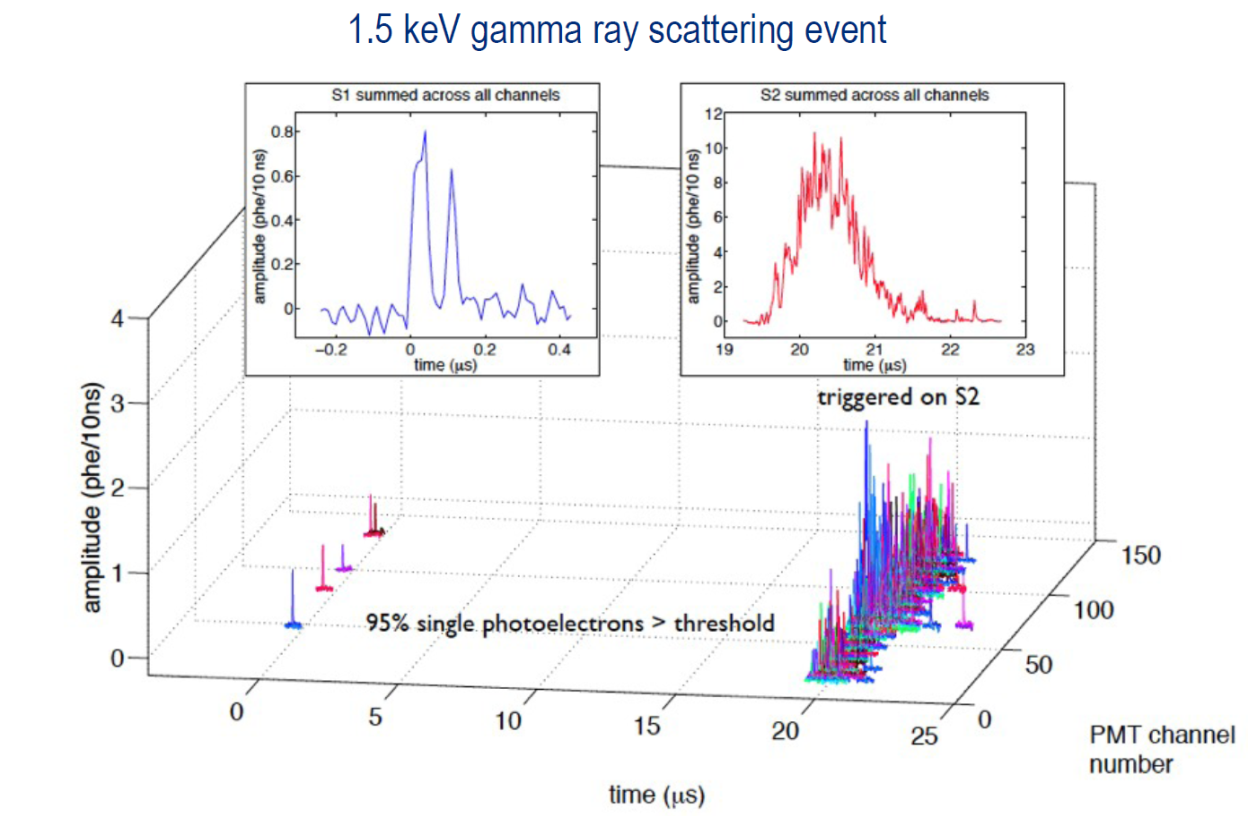 1.5 keV gamma ray scattering event
S1 summed across all channels
amplitude (phe/10 ns)
0.8
0.6
0.4
0.2
0
−0.2
0
0.2
0.4
time (μs)
S2 summed across all channels
amplitude (phe/10 ns)
12
10
8
6
4
2
0
19
20
21
22
23
time (μs)
triggered on S2
amplitude (phe/10ns)
4
3
2
1
0
95% single photoelectrons > threshold
0
5
10
15
20
25
time (μs)
150
100
50
0
PMT channel
number